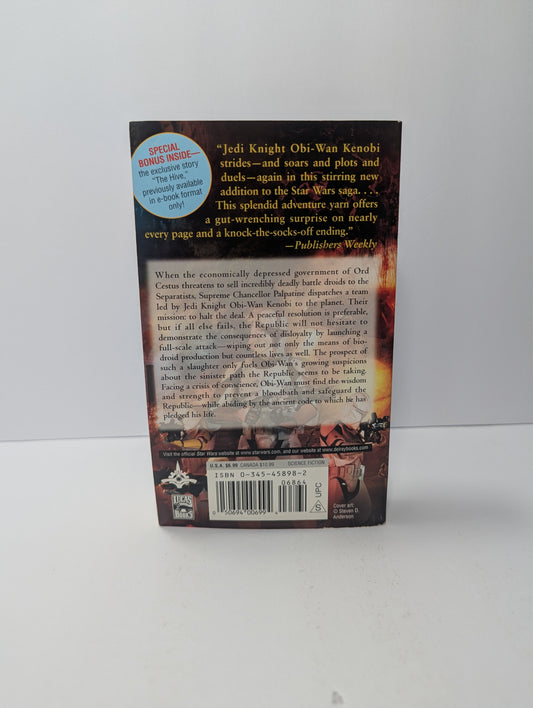 SPECIAL
BONUS INSIDE—
the exclusive story
"The Hive,"
previously available
in e-book format
only!
“Jedi Knight Obi-Wan Kenobi
strides—and soars and plots and
duels—again in this stirring new
addition to the Star Wars saga. . . .
This splendid adventure yarn offers
a gut-wrenching surprise on nearly
every page and a knock-the-socks-off ending.”
—Publishers Weekly
When the economically depressed government of Ord
Cestus threatens to sell incredibly deadly battle droids to the
Separatists, Supreme Chancellor Palpatine dispatches a team
led by Jedi Knight Obi-Wan Kenobi to the planet. Their
mission: to halt the deal. A peaceful resolution is preferable,
but if all else fails, the Republic will not hesitate to
demonstrate the consequences of disloyalty by launching a
full-scale attack—wiping out not only the means of bio-
droid production but countless lives as well. The prospect of
such a slaughter only fuels Obi-Wan's growing suspicions
about the sinister path the Republic seems to be taking.
Facing a crisis of conscience, Obi-Wan must find the wisdom
and strength to prevent a bloodbath and safeguard the
Republic—while abiding by the ancient code to which he has
pledged his life.
Visit the official Star Wars website at www.starwars.com, and our website at www.delreybooks.com.
U.S.A. $6.99 CANADA $10.99 SCIENCE FICTION
ISBN 0-345-45898-2
06864
UPC
S
0 50694 00699 4
LUCAS
BOOKS
Cover art:
© Steven D.
Anderson